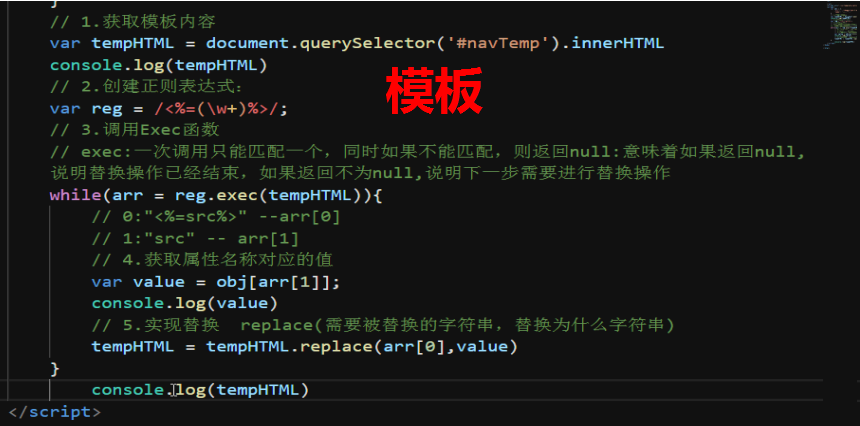 }
// 1.获取模板内容
var tempHTML = document.querySelector('#navTemp').innerHTML
console.log(tempHTML)
模板
// 2.创建正则表达式：
var reg = /<%=(\w+)%>/;
// 3.调用Exec函数
// exec:一次调用只能匹配一个，同时如果不能匹配，则返回null:意味着如果返回null,
说明替换操作已经结束，如果返回不为null,说明下一步需要进行替换操作
while(arr = reg.exec(tempHTML)){
// 0:"<%=src%>" --arr[0]
// 1:"src" -- arr[1]
// 4.获取属性名称对应的值
var value = obj[arr[1]];
console.log(value)
// 5.实现替换  replace(需要被替换的字符串，替换为什么字符串)
tempHTML = tempHTML.replace(arr[0],value)
}
console.log(tempHTML)
</script>